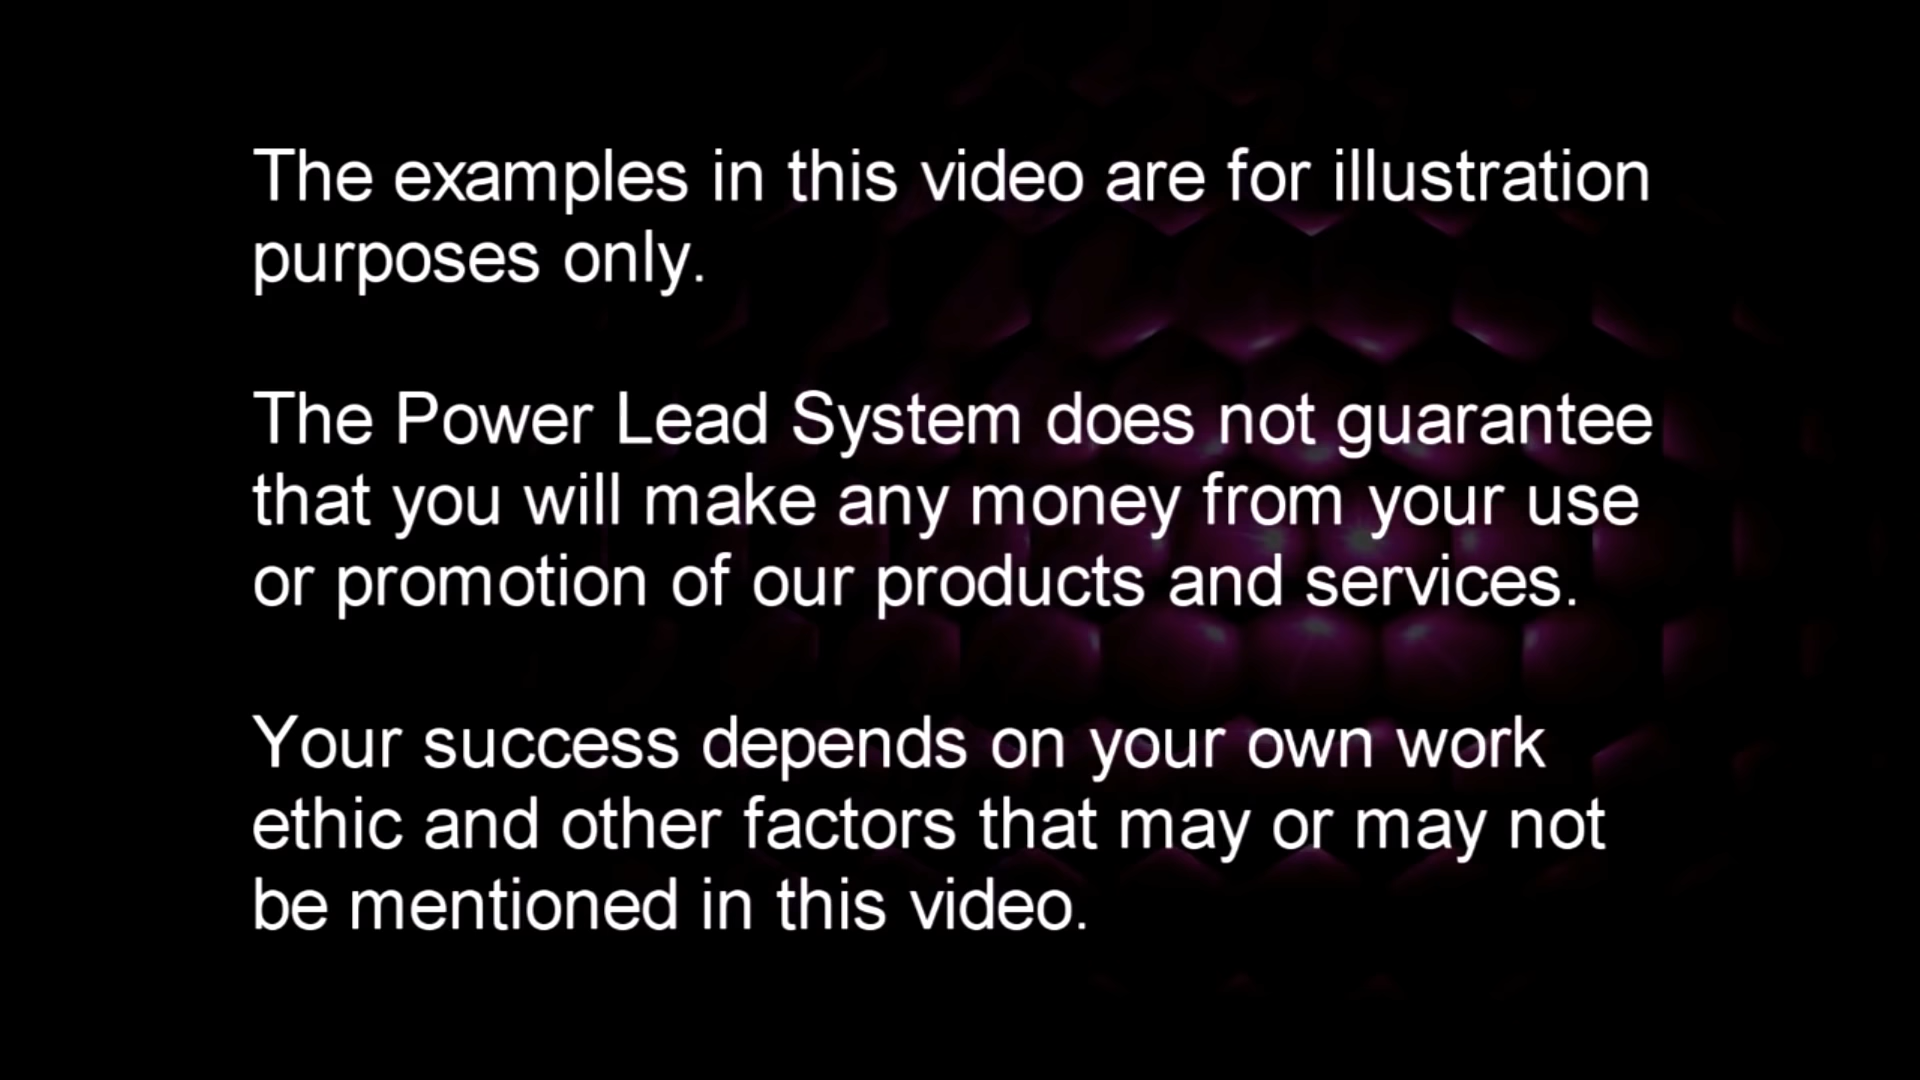 The examples in this video are for illustration
purposes only.
The Power Lead System does not guarantee
that you will make any money from your use
or promotion of our products and services.
Your success depends on your own work
ethic and other factors that may or may not
be mentioned in this video.